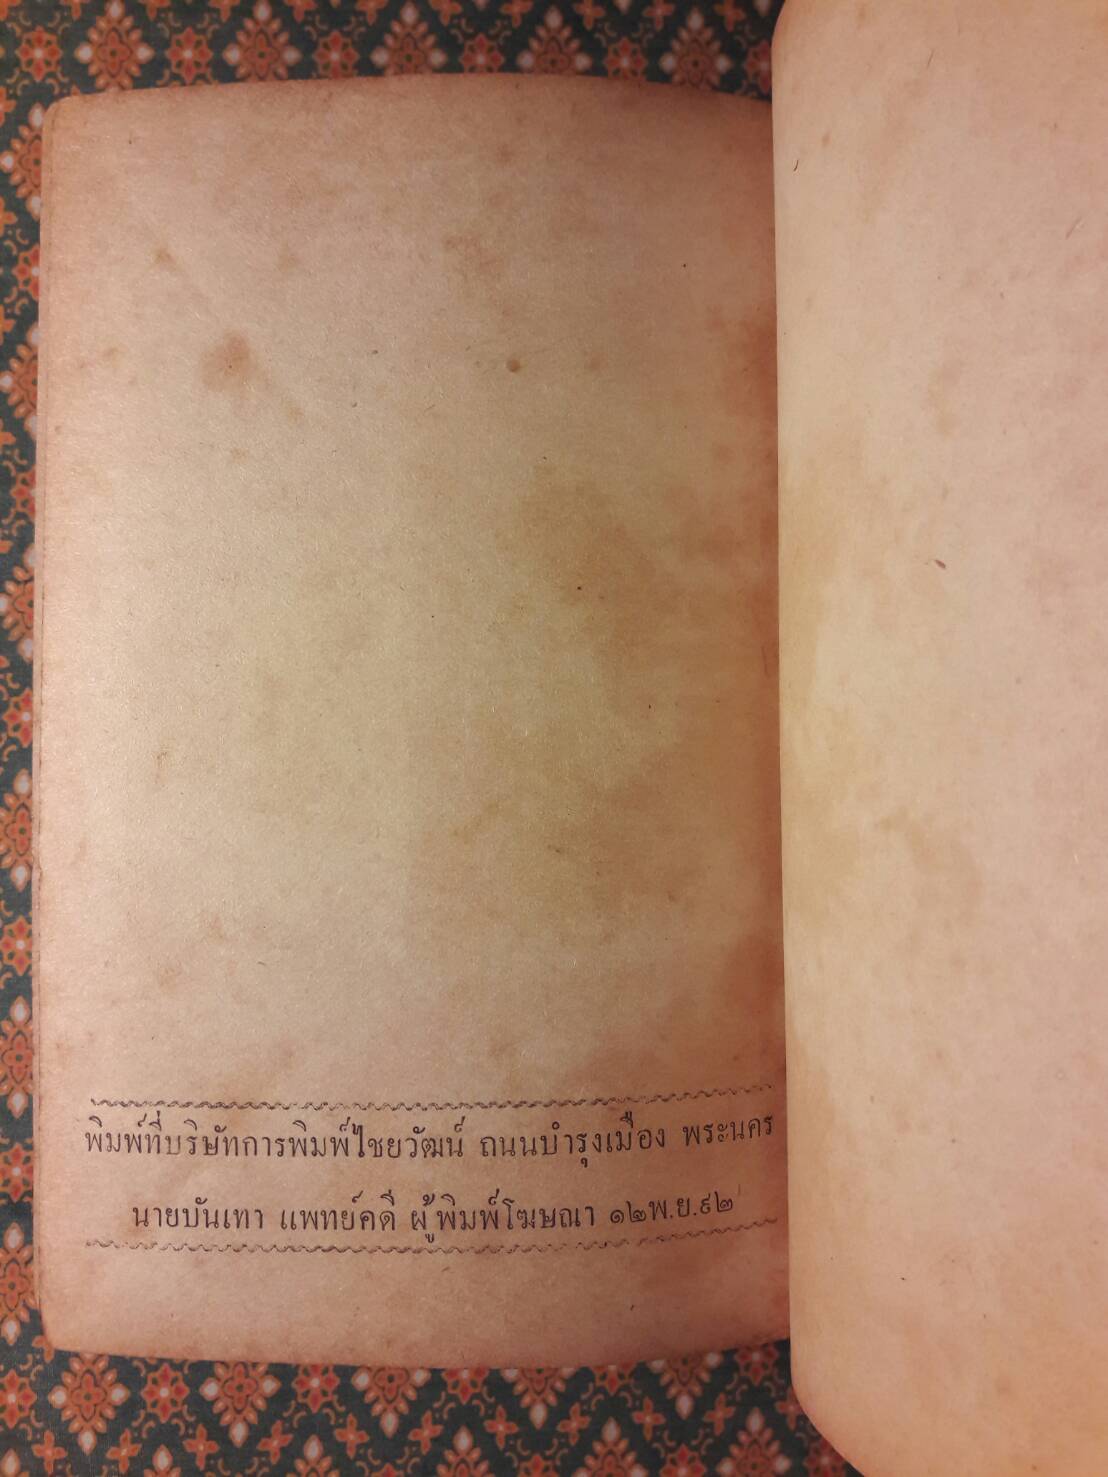 พิมพ์ที่บริษัทการพิมพ์ไชยวัฒน์ ถนนบำรุงเมือง พระนคร
นายบันเทา แพทย์คดี ผู้พิมพ์โฆษณา ๑๒พ.ย.๙๒